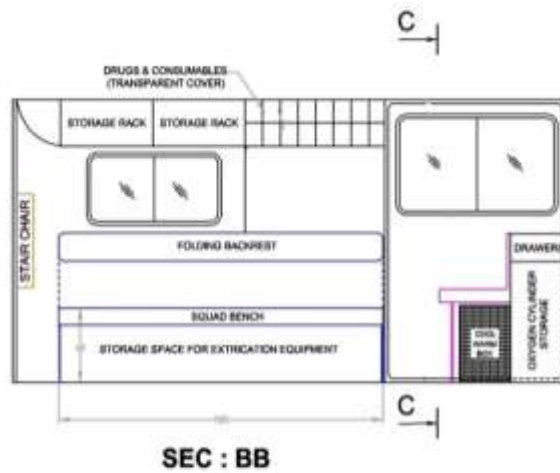 C
DRUGS & CONSUMABLES
(TRANSPARENT COVER)
STORAGE RACK
STORAGE RACK
STAIR CHAIR
FOLDING BACKREST
DRAWERS
SQUAD BENCH
STORAGE SPACE FOR EXTRICATION EQUIPMENT
OXYGEN CYLINDER
STORAGE
C
SEC : BB